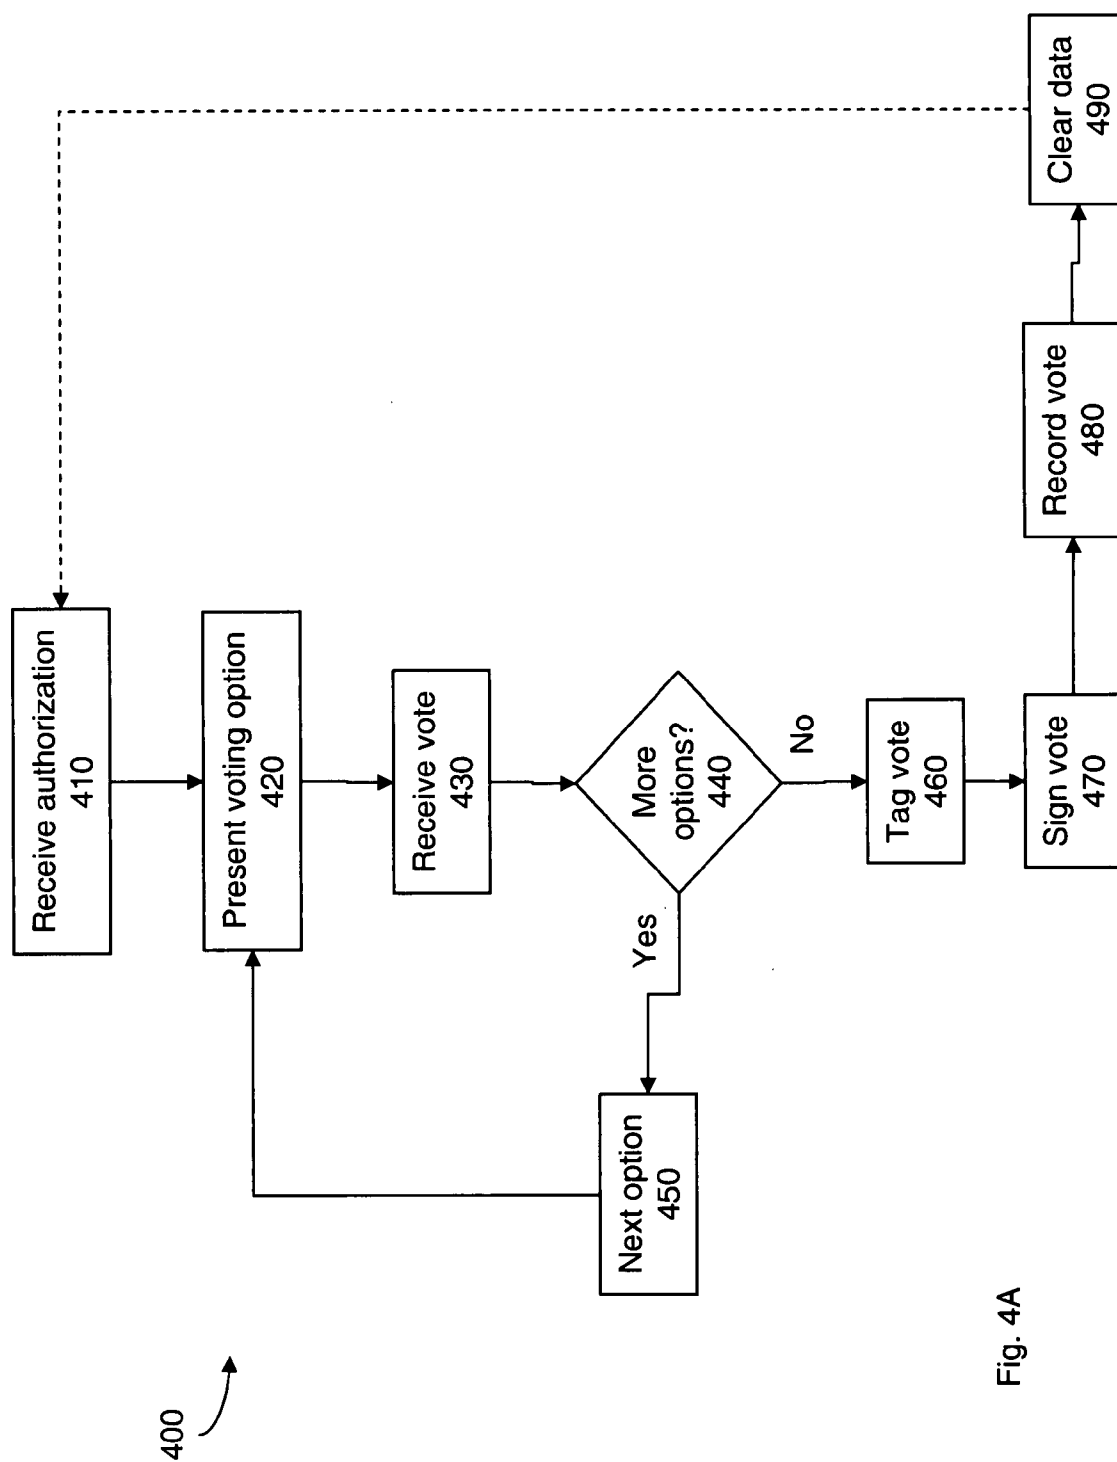 400
Receive authorization
410
Present voting option
420
Receive vote
430
More
options?
440
Yes
No
Next option
450
Tag vote
460
Sign vote
470
Record vote
480
Clear data
490
Fig. 4A